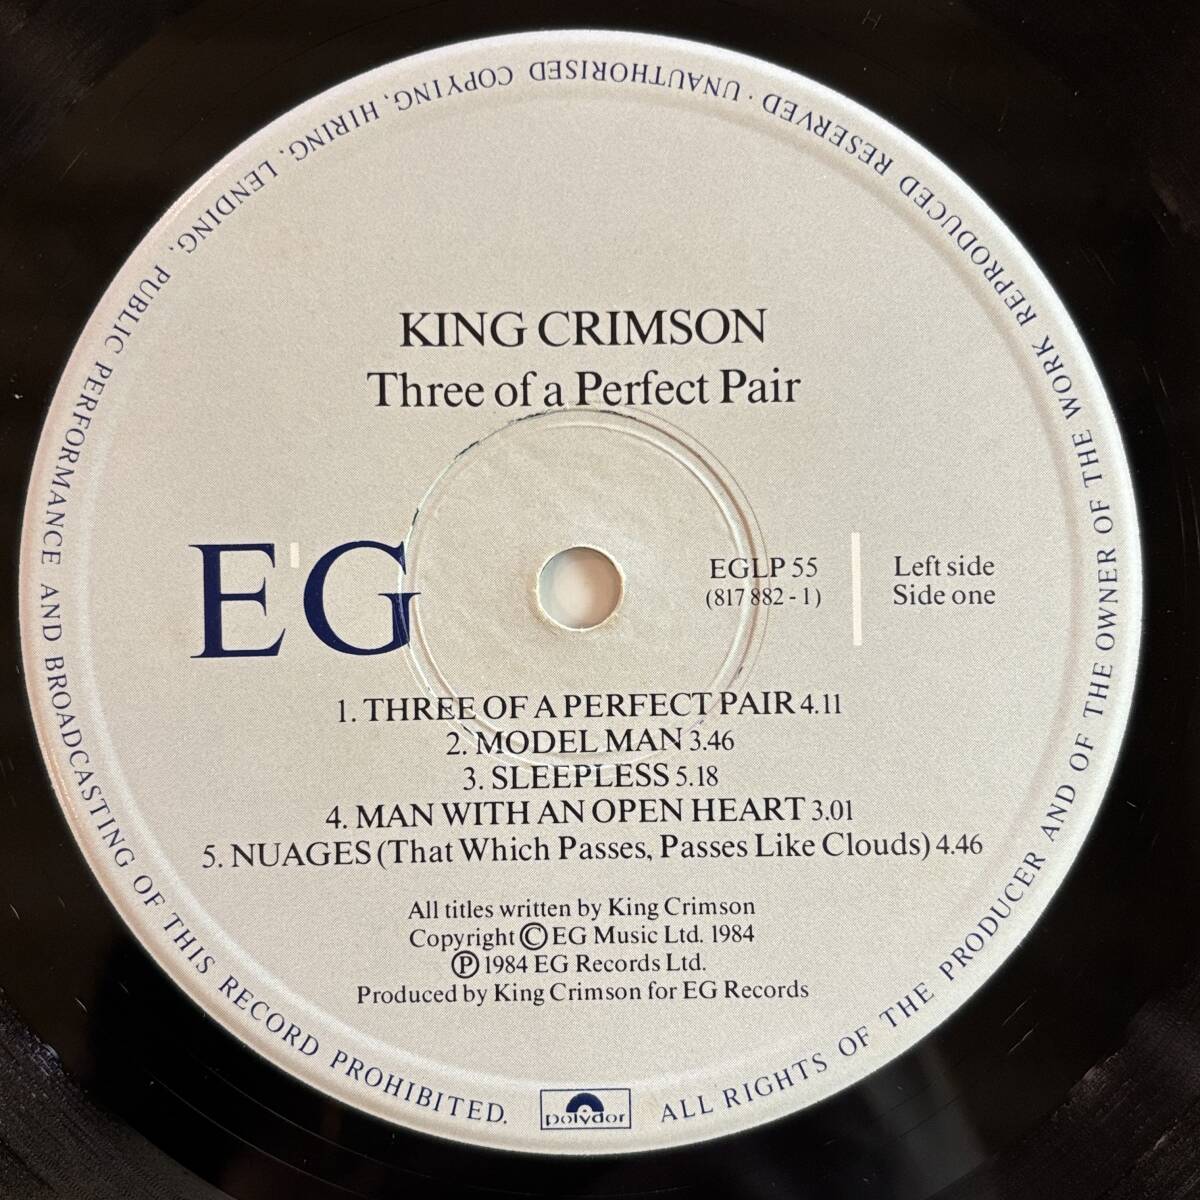 KING CRIMSON
Three of a Perfect Pair
E'G
EGLP 55
(817 882 - 1)
Left side
Side one
1. THREE OF A PERFECT PAIR 4.11
2. MODEL MAN 3.46
3. SLEEPLESS 5.18
4. MAN WITH AN OPEN HEART 3.01
5. NUAGES (That Which Passes, Passes Like Clouds) 4.46
All titles written by King Crimson
Copyright © EG Music Ltd. 1984
℗ 1984 EG Records Ltd.
Produced by King Crimson for EG Records
polydor
ALL RIGHTS OF THE PRODUCER AND OF THE OWNER OF THE WORK REPRODUCED RESERVED · UNAUTHORISED COPYING, HIRING, LENDING, PUBLIC PERFORMANCE AND BROADCASTING OF THIS RECORD PROHIBITED.